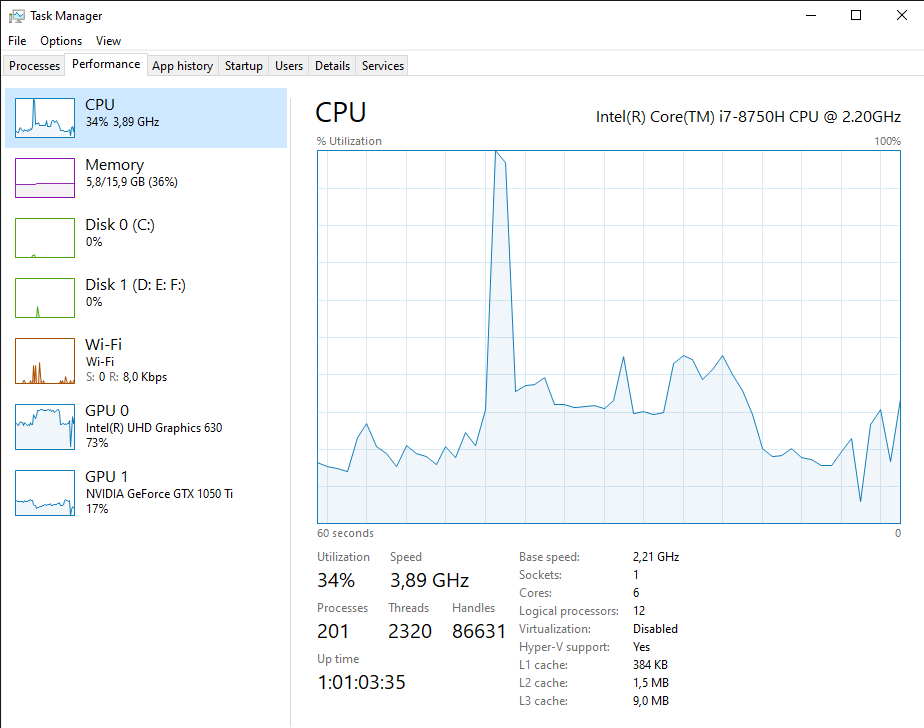 Task Manager
File Options View
Processes Performance App history Startup Users Details Services
CPU
34% 3,89 GHz
Memory
5,8/15,9 GB (36%)
Disk 0 (C:)
0%
Disk 1 (D: E: F:)
0%
Wi-Fi
Wi-Fi
S: 0 R: 8,0 Kbps
GPU 0
Intel(R) UHD Graphics 630
73%
GPU 1
NVIDIA GeForce GTX 1050 Ti
17%
CPU
Intel(R) Core(TM) i7-8750H CPU @ 2.20GHz
% Utilization 100%
60 seconds 0
Utilization Speed
34% 3,89 GHz
Processes Threads Handles
201 2320 86631
Up time
1:01:03:35
Base speed: 2,21 GHz
Sockets: 1
Cores: 6
Logical processors: 12
Virtualization: Disabled
Hyper-V support: Yes
L1 cache: 384 KB
L2 cache: 1,5 MB
L3 cache: 9,0 MB